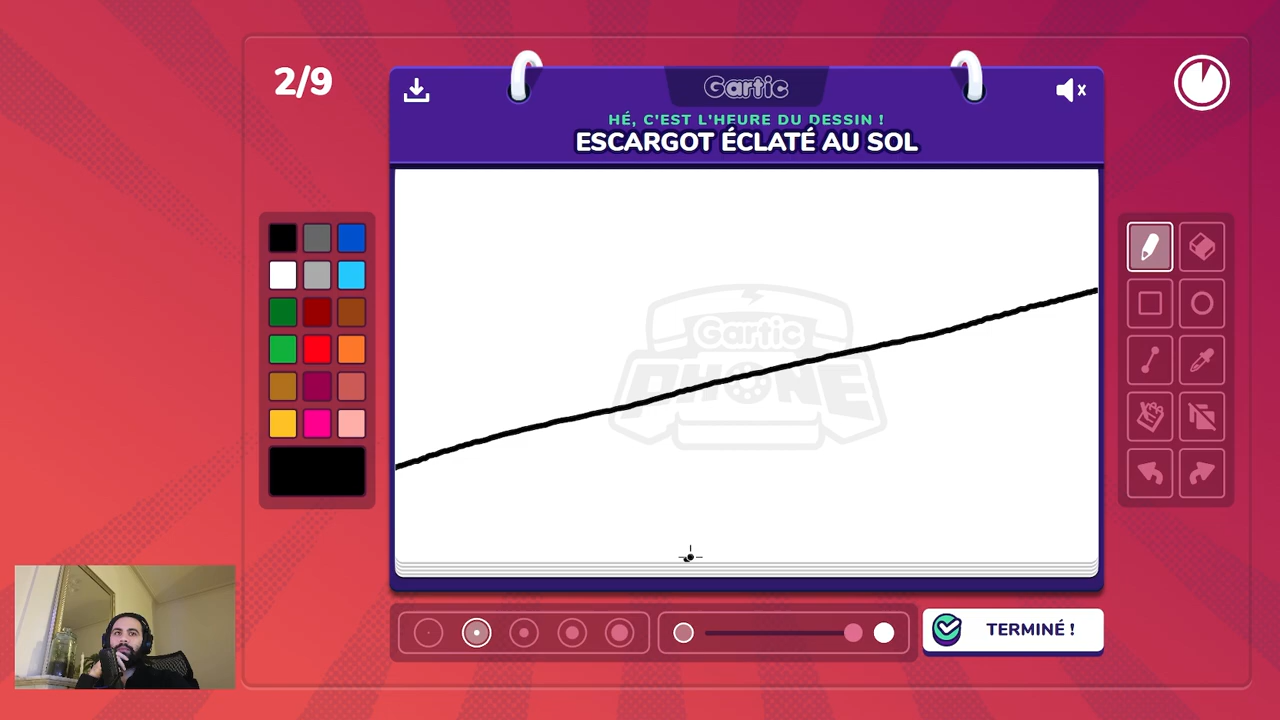 2/9
Gartic
HÉ, C'EST L'HEURE DU DESSIN !
ESCARGOT ÉCLATÉ AU SOL
Gartic
PHONE
TERMINÉ !